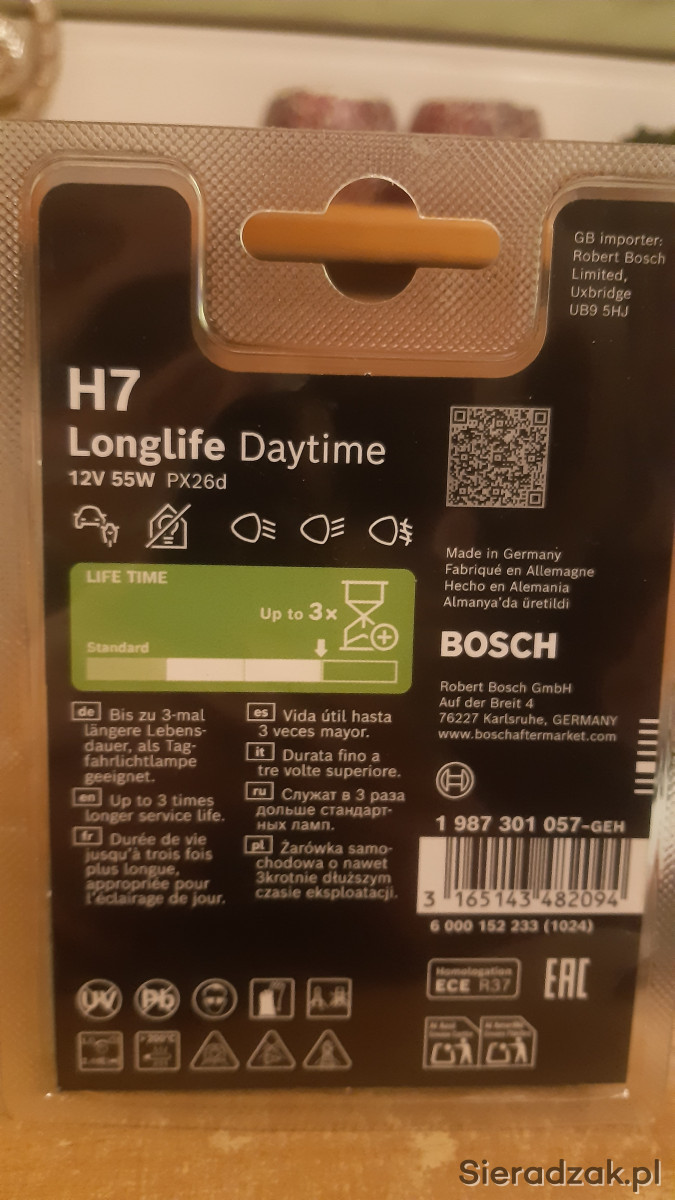 GB importer:
Robert Bosch
Limited,
Uxbridge
UB9 5HJ
H7
Longlife Daytime
12V 55W PX26d
LIFE TIME
Up to 3x
Standard
de Bis zu 3-mal
längere Lebens-
dauer, als Tag-
fahrlichtlampe
geeignet.
en Up to 3 times
longer service life.
fr Durée de vie
jusqu'à trois fois
plus longue,
appropriée pour
l'éclairage de jour.
es Vida útil hasta
3 veces mayor.
it Durata fino a
tre volte superiore.
ru Служат в 3 раза
дольше стандарт-
ных ламп.
pl Żarówka samo-
chodowa o nawet
3krotnie dłuższym
czasie eksploatacji.
Made in Germany
Fabriqué en Allemagne
Hecho en Alemania
Almanya'da üretildi
BOSCH
Robert Bosch GmbH
Auf der Breit 4
76227 Karlsruhe, GERMANY
www.boschaftermarket.com
1 987 301 057-GEH
3 165143 482094
6 000 152 233 (1024)
UV
Pb
Homologation
ECE R37
EAC
Sieradzak.pl